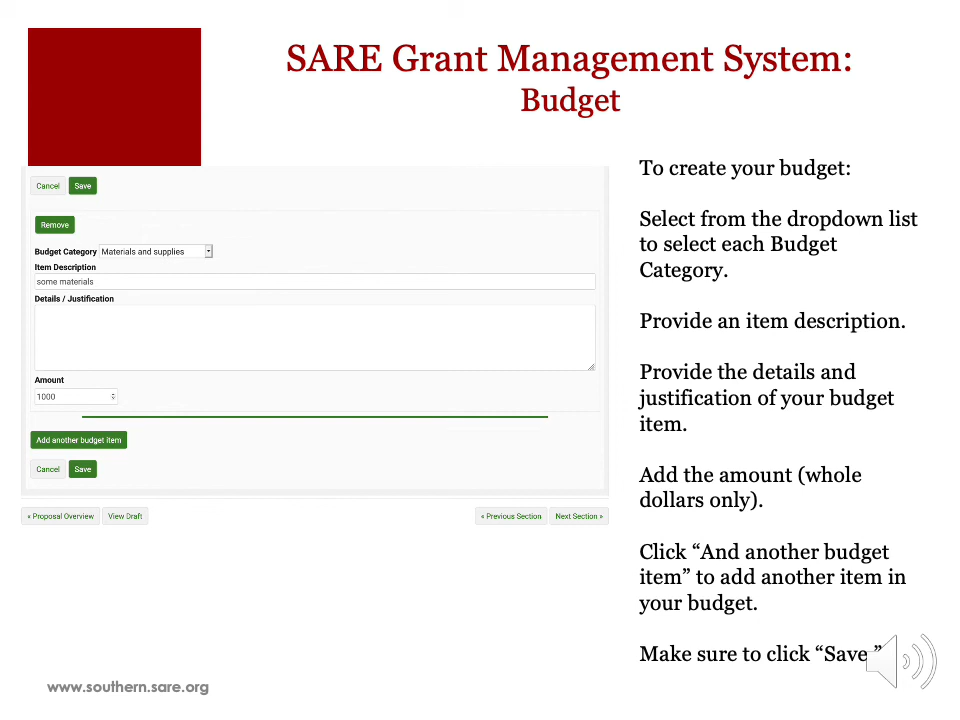 SARE Grant Management System:
Budget
Cancel Save
Remove
Budget Category Materials and supplies
Item Description
some materials
Details / Justification
Amount
1000
Add another budget item
Cancel Save
« Proposal Overview View Draft « Previous Section Next Section »
To create your budget:
Select from the dropdown list
to select each Budget
Category.
Provide an item description.
Provide the details and
justification of your budget
item.
Add the amount (whole
dollars only).
Click “And another budget
item” to add another item in
your budget.
Make sure to click “Save.”
www.southern.sare.org